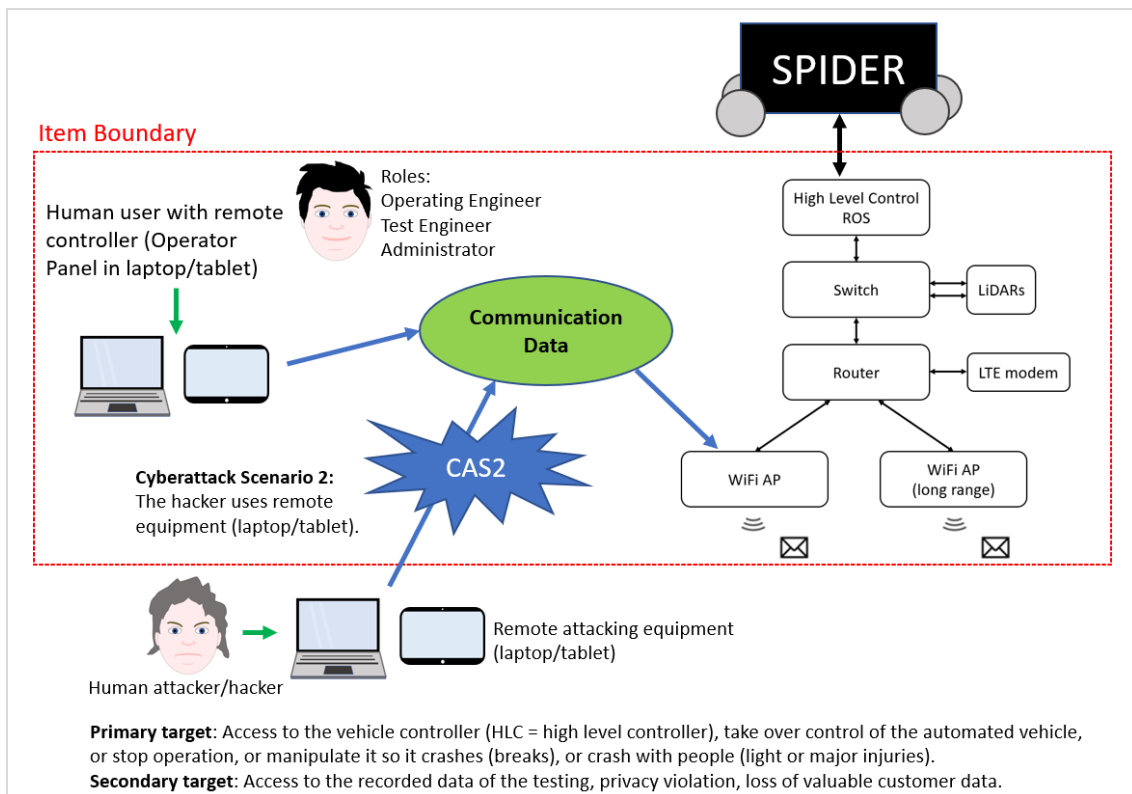 SPIDER
Item Boundary
Roles:
Operating Engineer
Test Engineer
Administrator
Human user with remote
controller (Operator
Panel in laptop/tablet)
High Level Control
ROS
Switch
LiDARs
Communication
Data
Router
LTE modem
CAS2
WiFi AP
WiFi AP
(long range)
Cyberattack Scenario 2:
The hacker uses remote
equipment (laptop/tablet).
Remote attacking equipment
(laptop/tablet)
Human attacker/hacker
Primary target: Access to the vehicle controller (HLC = high level controller), take over control of the automated vehicle,
or stop operation, or manipulate it so it crashes (breaks), or crash with people (light or major injuries).
Secondary target: Access to the recorded data of the testing, privacy violation, loss of valuable customer data.